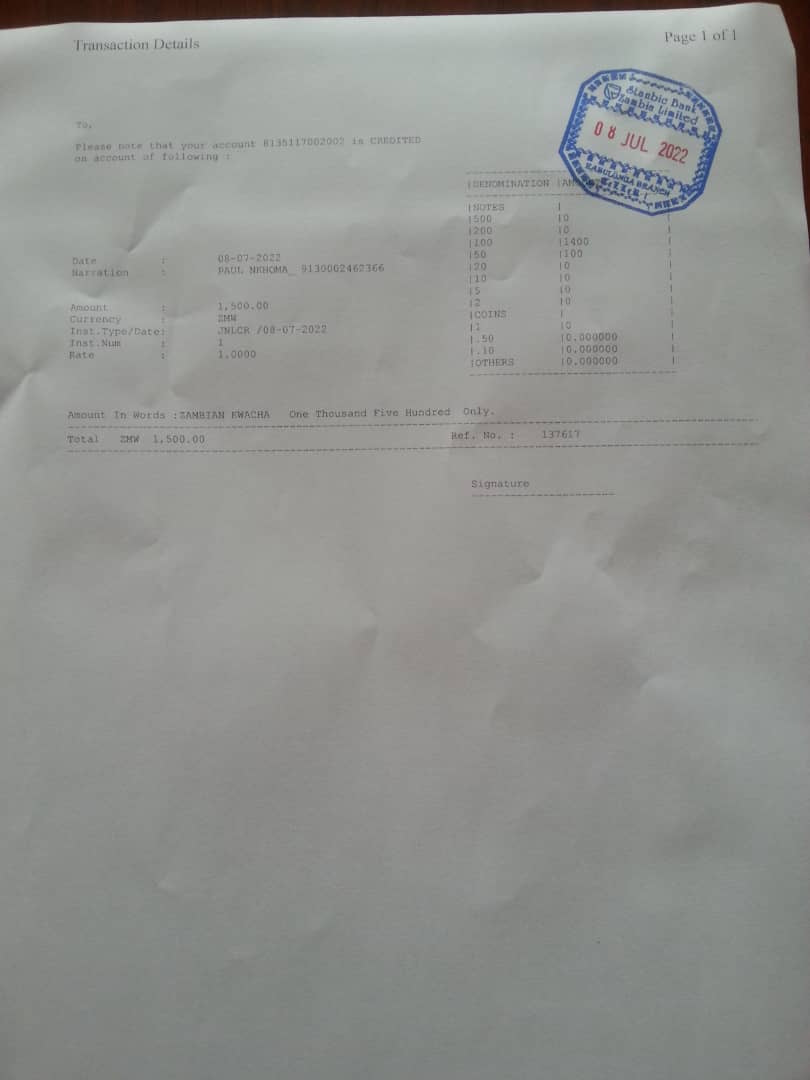 Transaction Details
Page 1 of 1
Stanbic Bank
Zambia Limited
08 JUL 2022
KABULONGA BRANCH
To,
Please note that your account 8135117002002 is CREDITED
on account of following :
|DENOMINATION |AM
|NOTES |
|500 |0 |
|200 |0 |
|100 |1400 |
|50 |100 |
|20 |0 |
|10 |0 |
|5 |0 |
|2 |0 |
|COINS | |
|1 |0 |
|.50 |0.000000 |
|.10 |0.000000 |
|OTHERS |0.000000 |
Date : 08-07-2022
Narration : PAUL NKHOMA_ 9130002462366
Amount : 1,500.00
Currency : ZMW
Inst.Type/Date: JNLCR /08-07-2022
Inst.Num : 1
Rate : 1.0000
Amount In Words :ZAMBIAN KWACHA One Thousand Five Hundred Only.
Total ZMW 1,500.00 Ref. No. : 137617
Signature